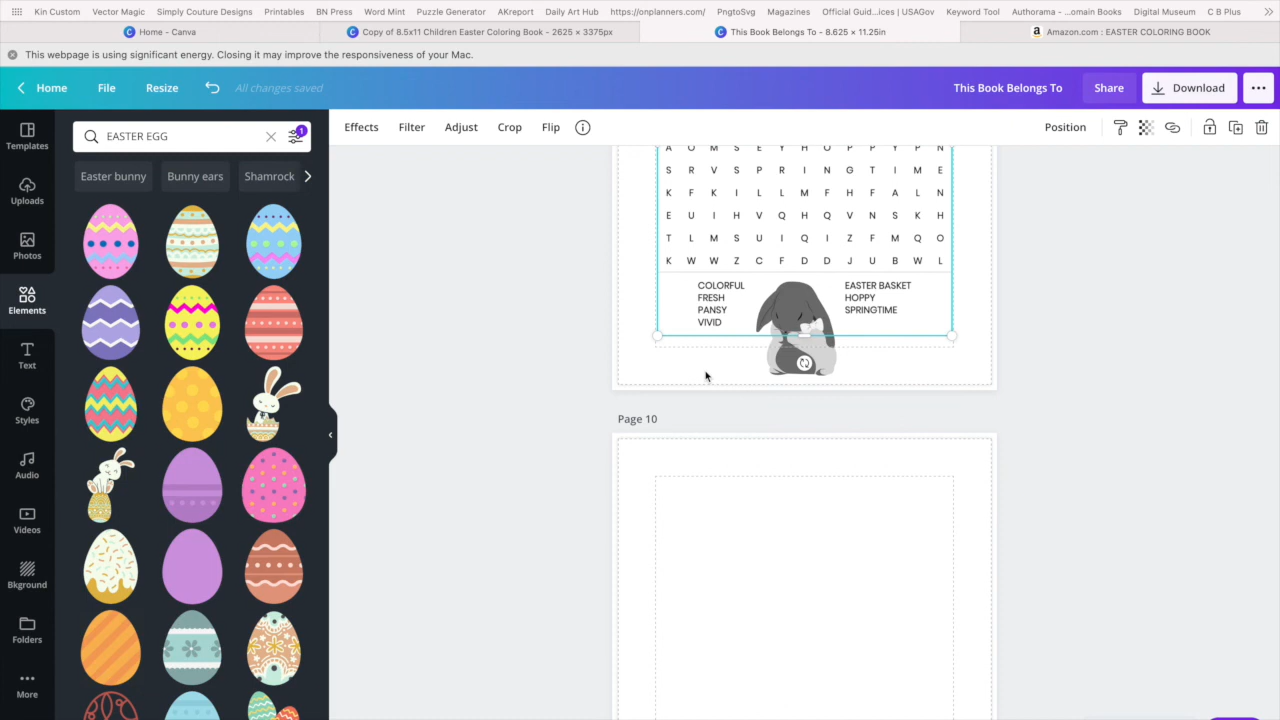 Kin Custom Vector Magic Simply Couture Designs Printables BN Press Word Mint Puzzle Generator AKreport Daily Art Hub https://onplanners.com/ PngtoSvg Magazines Official Guid...ices | USAGov Keyword Tool Authorama - ...omain Books Digital Museum C B Plus
Home - Canva Copy of 8.5x11 Children Easter Coloring Book - 2625 × 3375px This Book Belongs To - 8.625 × 11.25in Amazon.com : EASTER COLORING BOOK
This webpage is using significant energy. Closing it may improve the responsiveness of your Mac.
Home File Resize All changes saved This Book Belongs To Share Download
Templates
Uploads
Photos
Elements
Text
Styles
Audio
Videos
Bkground
Folders
More
EASTER EGG
1
Easter bunny Bunny ears Shamrock
Effects Filter Adjust Crop Flip Position
A O M S E Y H O P P Y P N
S R V S P R I N G T I M E
K F K I L L M F H F A L N
E U I H V Q H Q V N S K H
T L M S U I Q I Z F M Q O
K W W Z C F D D J U B W L
COLORFUL
FRESH
PANSY
VIVID
EASTER BASKET
HOPPY
SPRINGTIME
Page 10